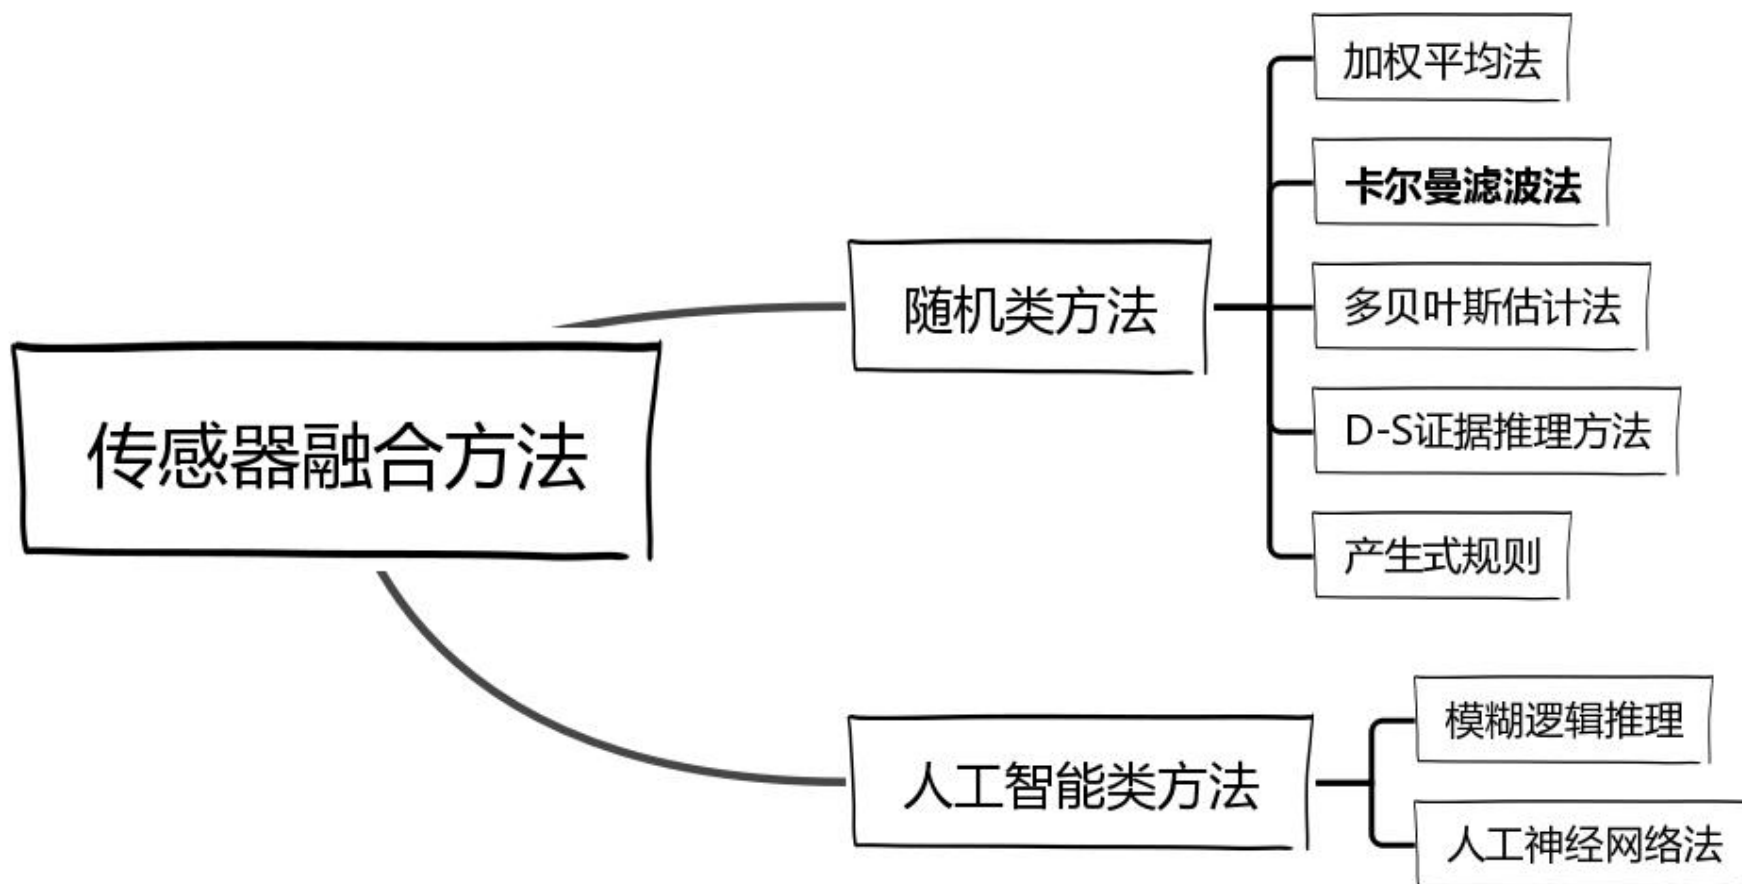 传感器融合方法
随机类方法
加权平均法
卡尔曼滤波法
多贝叶斯估计法
D-S证据推理方法
产生式规则
人工智能类方法
模糊逻辑推理
人工神经网络法